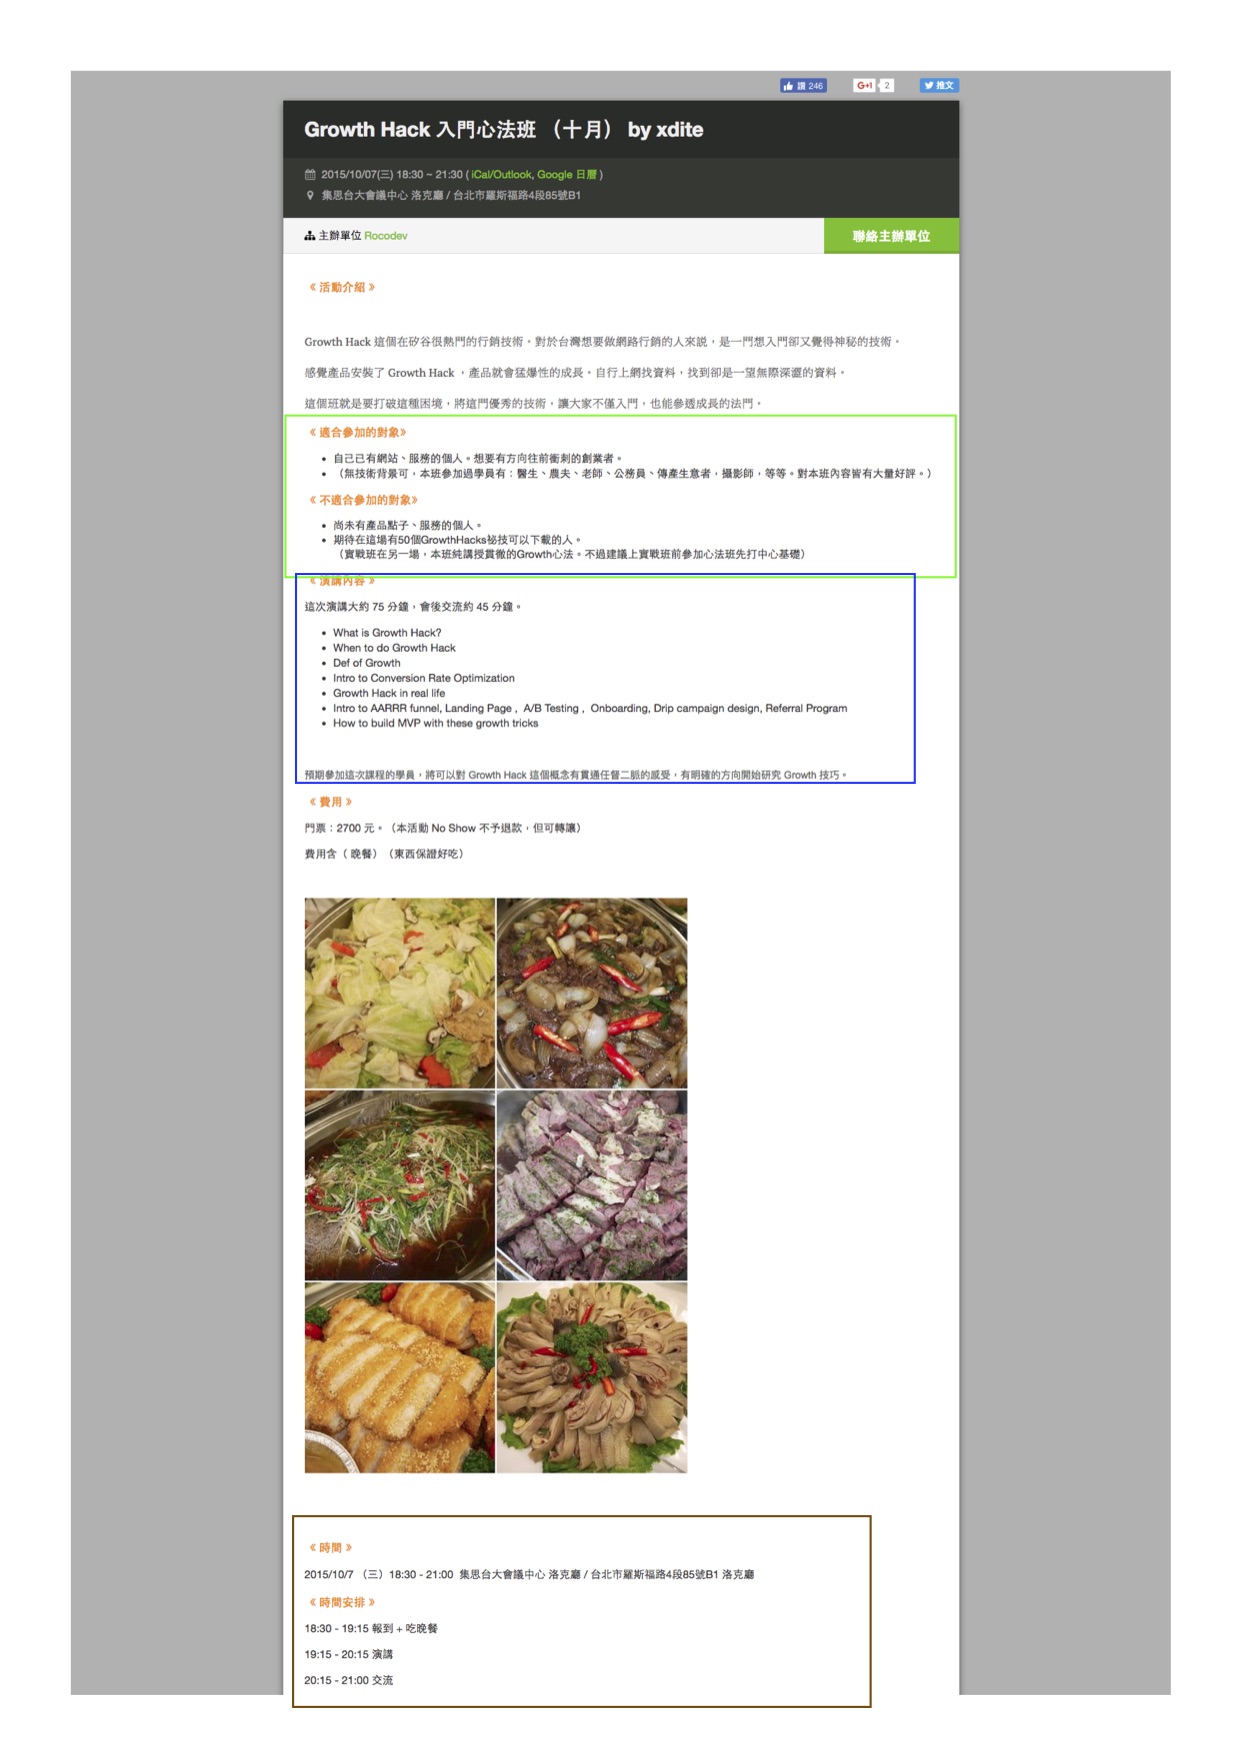 讚 246
G+1 2
推文
Growth Hack 入門心法班 （十月） by xdite
2015/10/07(三) 18:30 ~ 21:30 ( iCal/Outlook, Google 日曆 )
集思台大會議中心 洛克廳 / 台北市羅斯福路4段85號B1
主辦單位 Rocodev
聯絡主辦單位
《 活動介紹 》
Growth Hack 這個在矽谷很熱門的行銷技術。對於台灣想要做網路行銷的人來說，是一門想入門卻又覺得神秘的技術。
感覺產品安裝了 Growth Hack ，產品就會猛爆性的成長。自行上網找資料，找到卻是一望無際深澀的資料。
這個班就是要打破這種困境，將這門優秀的技術，讓大家不僅入門，也能參透成長的法門。
《 適合參加的對象》
• 自己已有網站、服務的個人。想要有方向往前衝刺的創業者。
• （無技術背景可，本班參加過學員有：醫生、農夫、老師、公務員、傳產生意者，攝影師，等等。對本班內容皆有大量好評。）
《 不適合參加的對象》
• 尚未有產品點子、服務的個人。
• 期待在這場有50個GrowthHacks祕技可以下載的人。
（實戰班在另一場，本班純講授貫徹的Growth心法。不過建議上實戰班前參加心法班先打中心基礎）
《 演講內容 》
這次演講大約 75 分鐘，會後交流約 45 分鐘。
• What is Growth Hack?
• When to do Growth Hack
• Def of Growth
• Intro to Conversion Rate Optimization
• Growth Hack in real life
• Intro to AARRR funnel, Landing Page , A/B Testing , Onboarding, Drip campaign design, Referral Program
• How to build MVP with these growth tricks
預期參加這次課程的學員，將可以對 Growth Hack 這個概念有貫通任督二脈的感受，有明確的方向開始研究 Growth 技巧。
《 費用 》
門票：2700 元。（本活動 No Show 不予退款，但可轉讓）
費用含（ 晚餐）（東西保證好吃）
《 時間 》
2015/10/7 （三）18:30 - 21:00 集思台大會議中心 洛克廳 / 台北市羅斯福路4段85號B1 洛克廳
《 時間安排 》
18:30 - 19:15 報到 + 吃晚餐
19:15 - 20:15 演講
20:15 - 21:00 交流